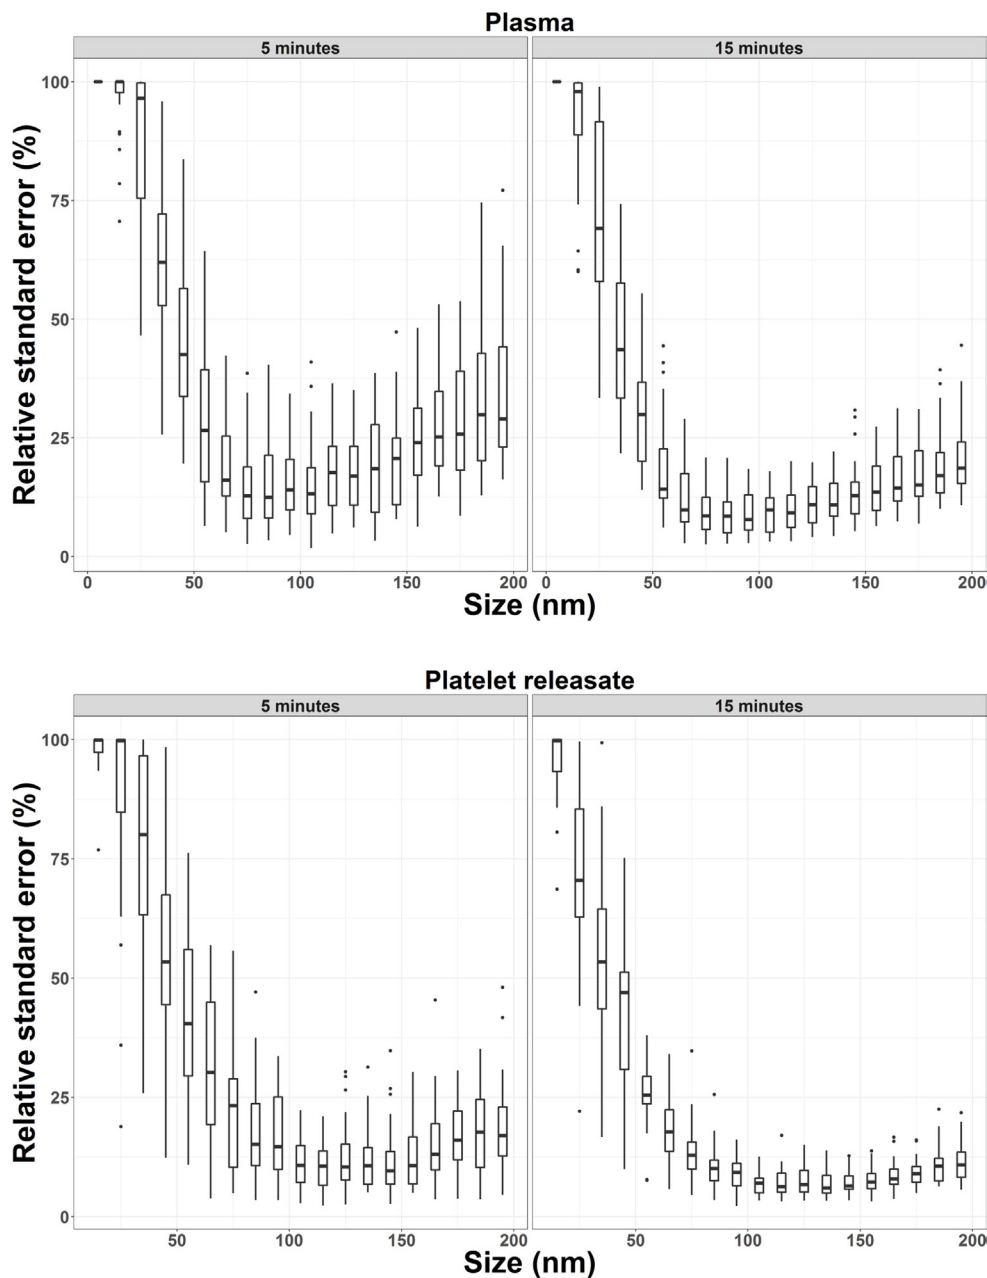 Plasma
5 minutes 15 minutes
Relative standard error (%)
100
75
50
25
0
0 50 100 150 200 0 50 100 150 200
Size (nm)
Platelet releasate
5 minutes 15 minutes
Relative standard error (%)
100
75
50
25
0
50 100 150 200 50 100 150 200
Size (nm)